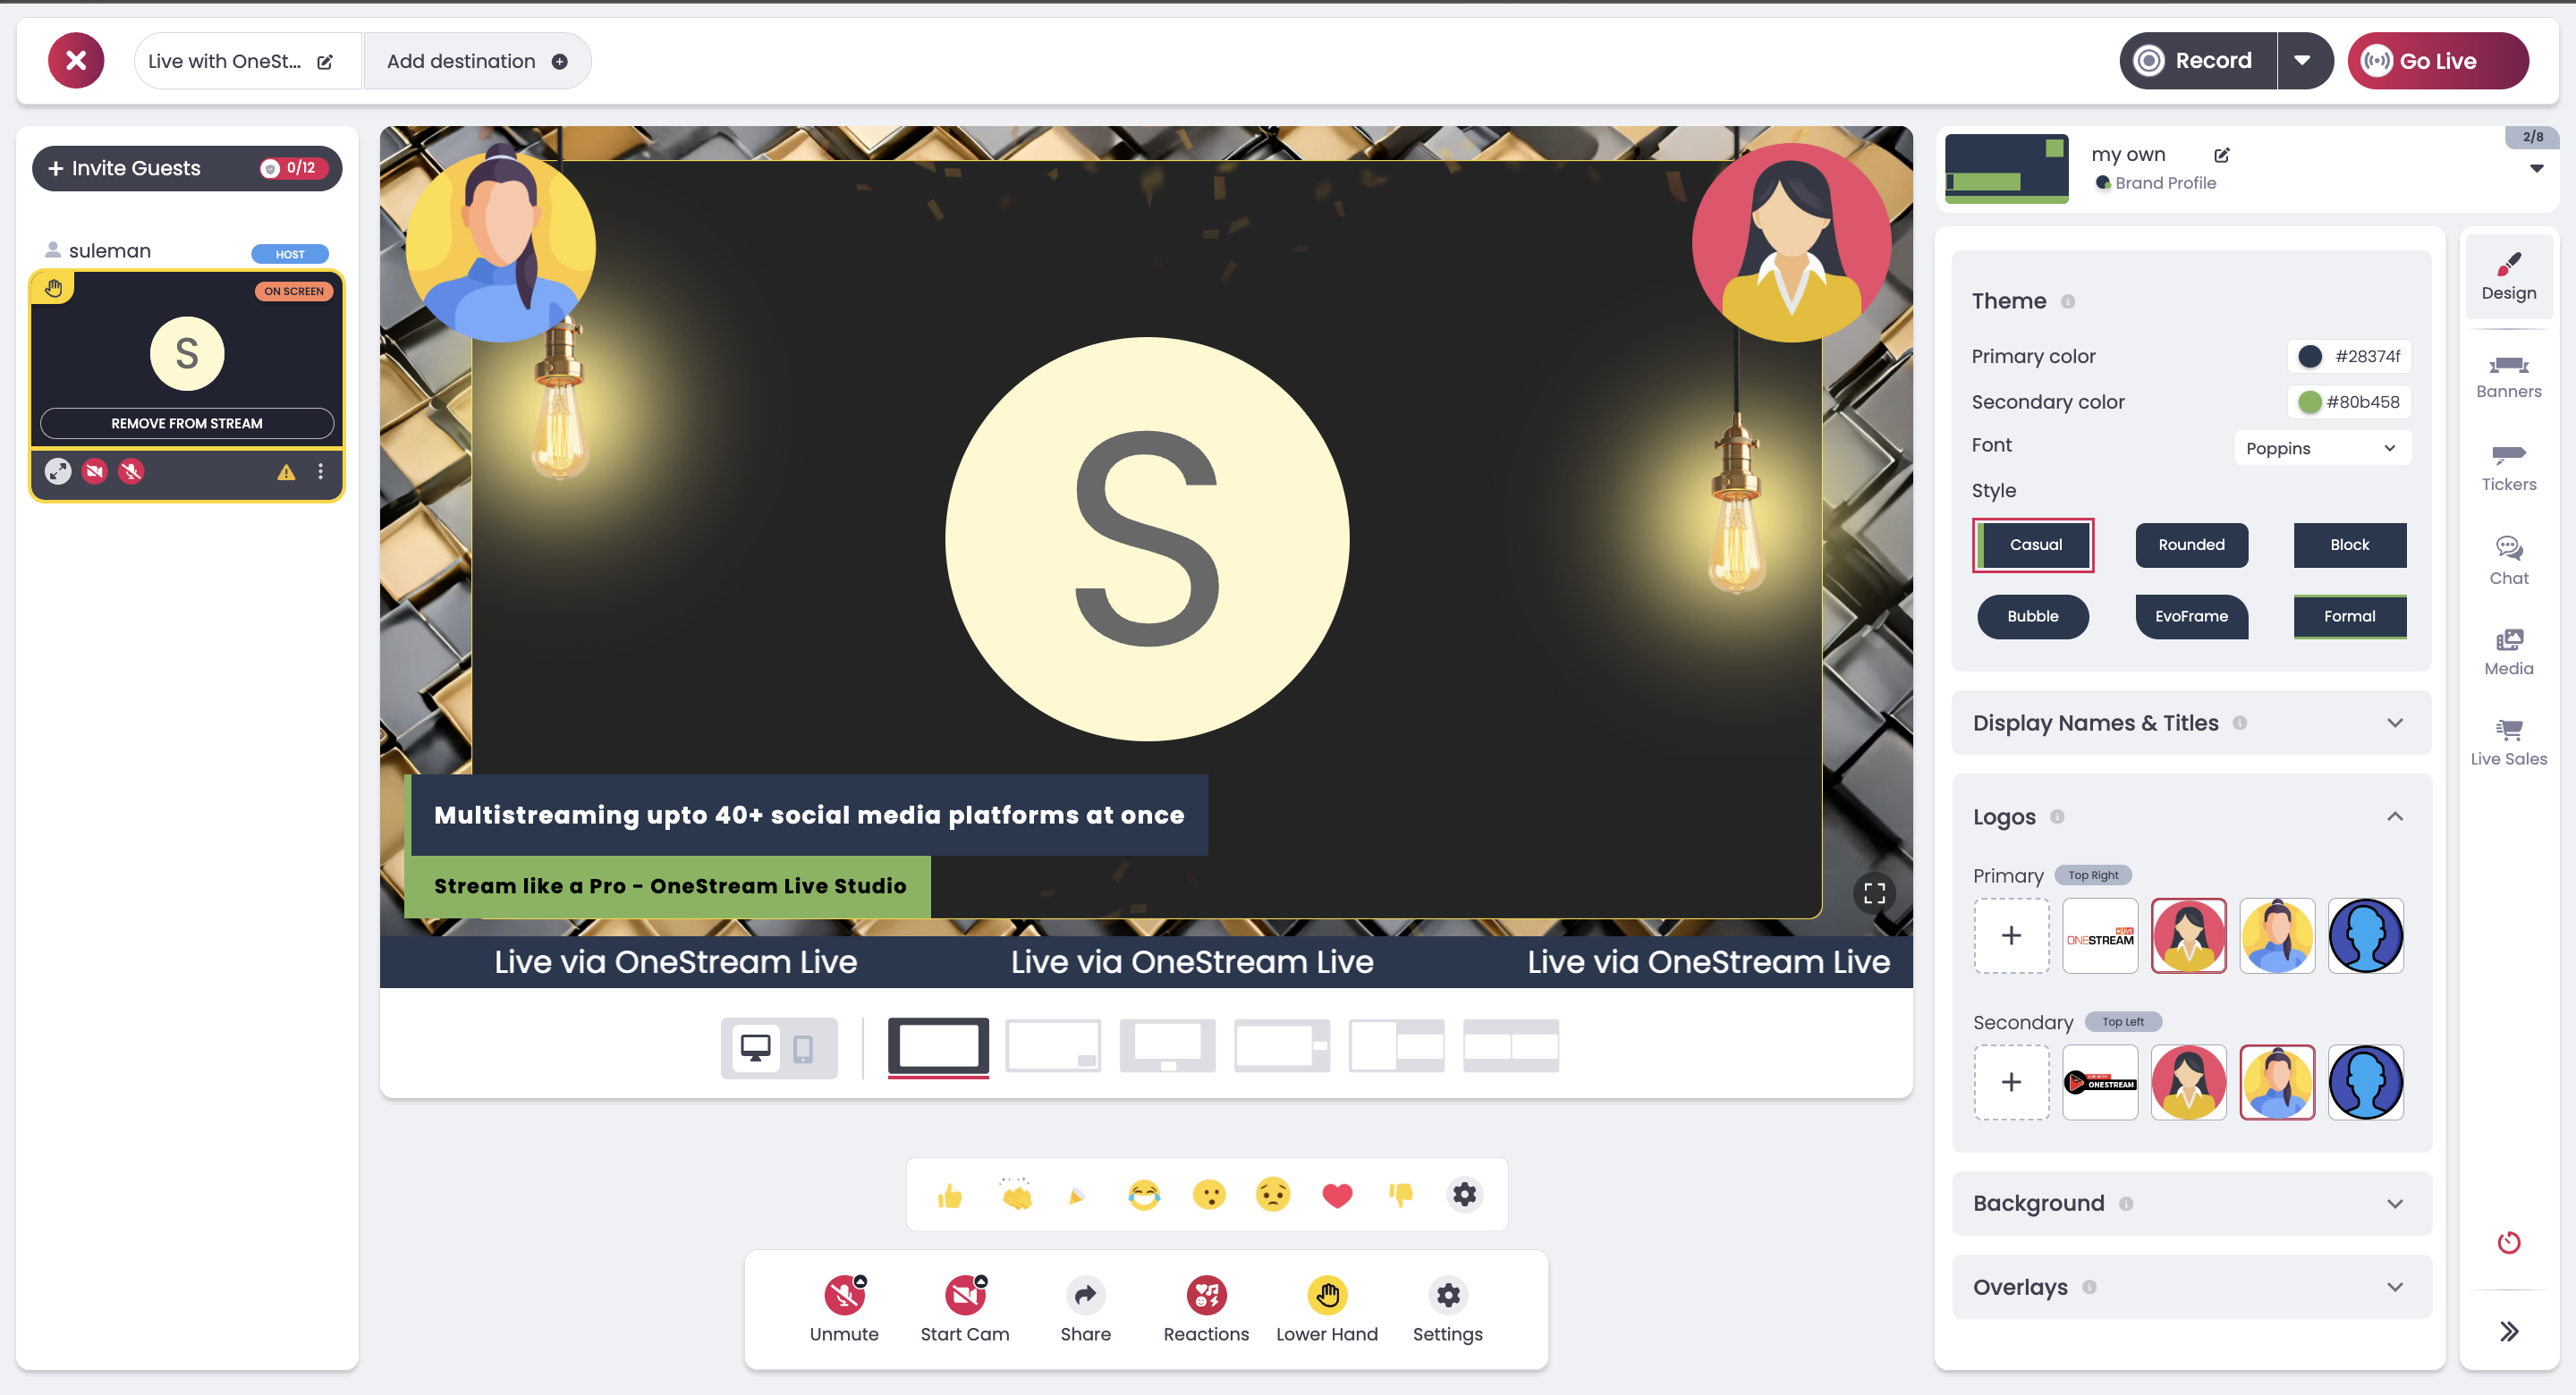 Live with OneSt...
Add destination
Record
Go Live
Invite Guests
0/12
suleman
HOST
ON SCREEN
S
REMOVE FROM STREAM
S
Multistreaming upto 40+ social media platforms at once
Stream like a Pro - OneStream Live Studio
Live via OneStream Live Live via OneStream Live Live via OneStream Live
Unmute
Start Cam
Share
Reactions
Lower Hand
Settings
2/8
my own
Brand Profile
Theme
Primary color
#28374f
Secondary color
#80b458
Font
Poppins
Style
Casual
Rounded
Block
Bubble
EvoFrame
Formal
Display Names & Titles
Logos
Primary
Top Right
ONESTREAM
LIVE
Secondary
Top Left
ONESTREAM
Background
Overlays
Design
Banners
Tickers
Chat
Media
Live Sales